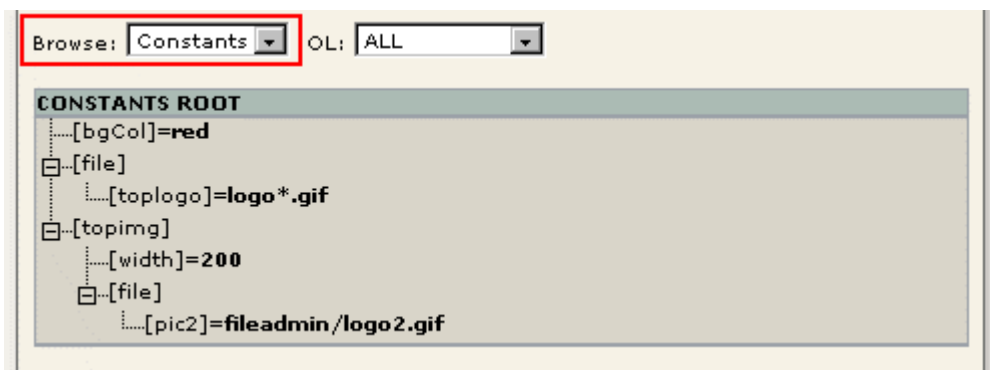 Browse: Constants OL: ALL
CONSTANTS ROOT
[bgCol]=red
[file]
[toplogo]=logo*.gif
[topimg]
[width]=200
[file]
[pic2]=fileadmin/logo2.gif